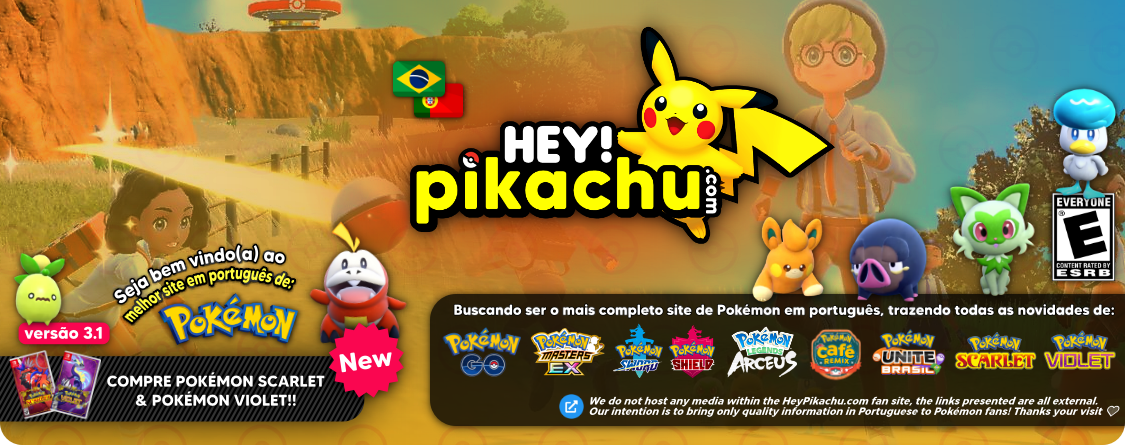 HEY!
pikachu.com
Seja bem vindo(a) ao
melhor site em português de:
POKÉMON
versão 3.1
New
COMPRE POKÉMON SCARLET
& POKÉMON VIOLET!!
EVERYONE
E
®
CONTENT RATED BY
ESRB
Buscando ser o mais completo site de Pokémon em português, trazendo todas as novidades de:
POKÉMON GO
POKÉMON MASTERS EX
POKÉMON SWORD
POKÉMON SHIELD
POKÉMON LEGENDS ARCEUS
POKÉMON Café REMIX
POKÉMON UNITE BRASIL
POKÉMON SCARLET
POKÉMON VIOLET
We do not host any media within the HeyPikachu.com fan site, the links presented are all external.
Our intention is to bring only quality information in Portuguese to Pokémon fans! Thanks your visit